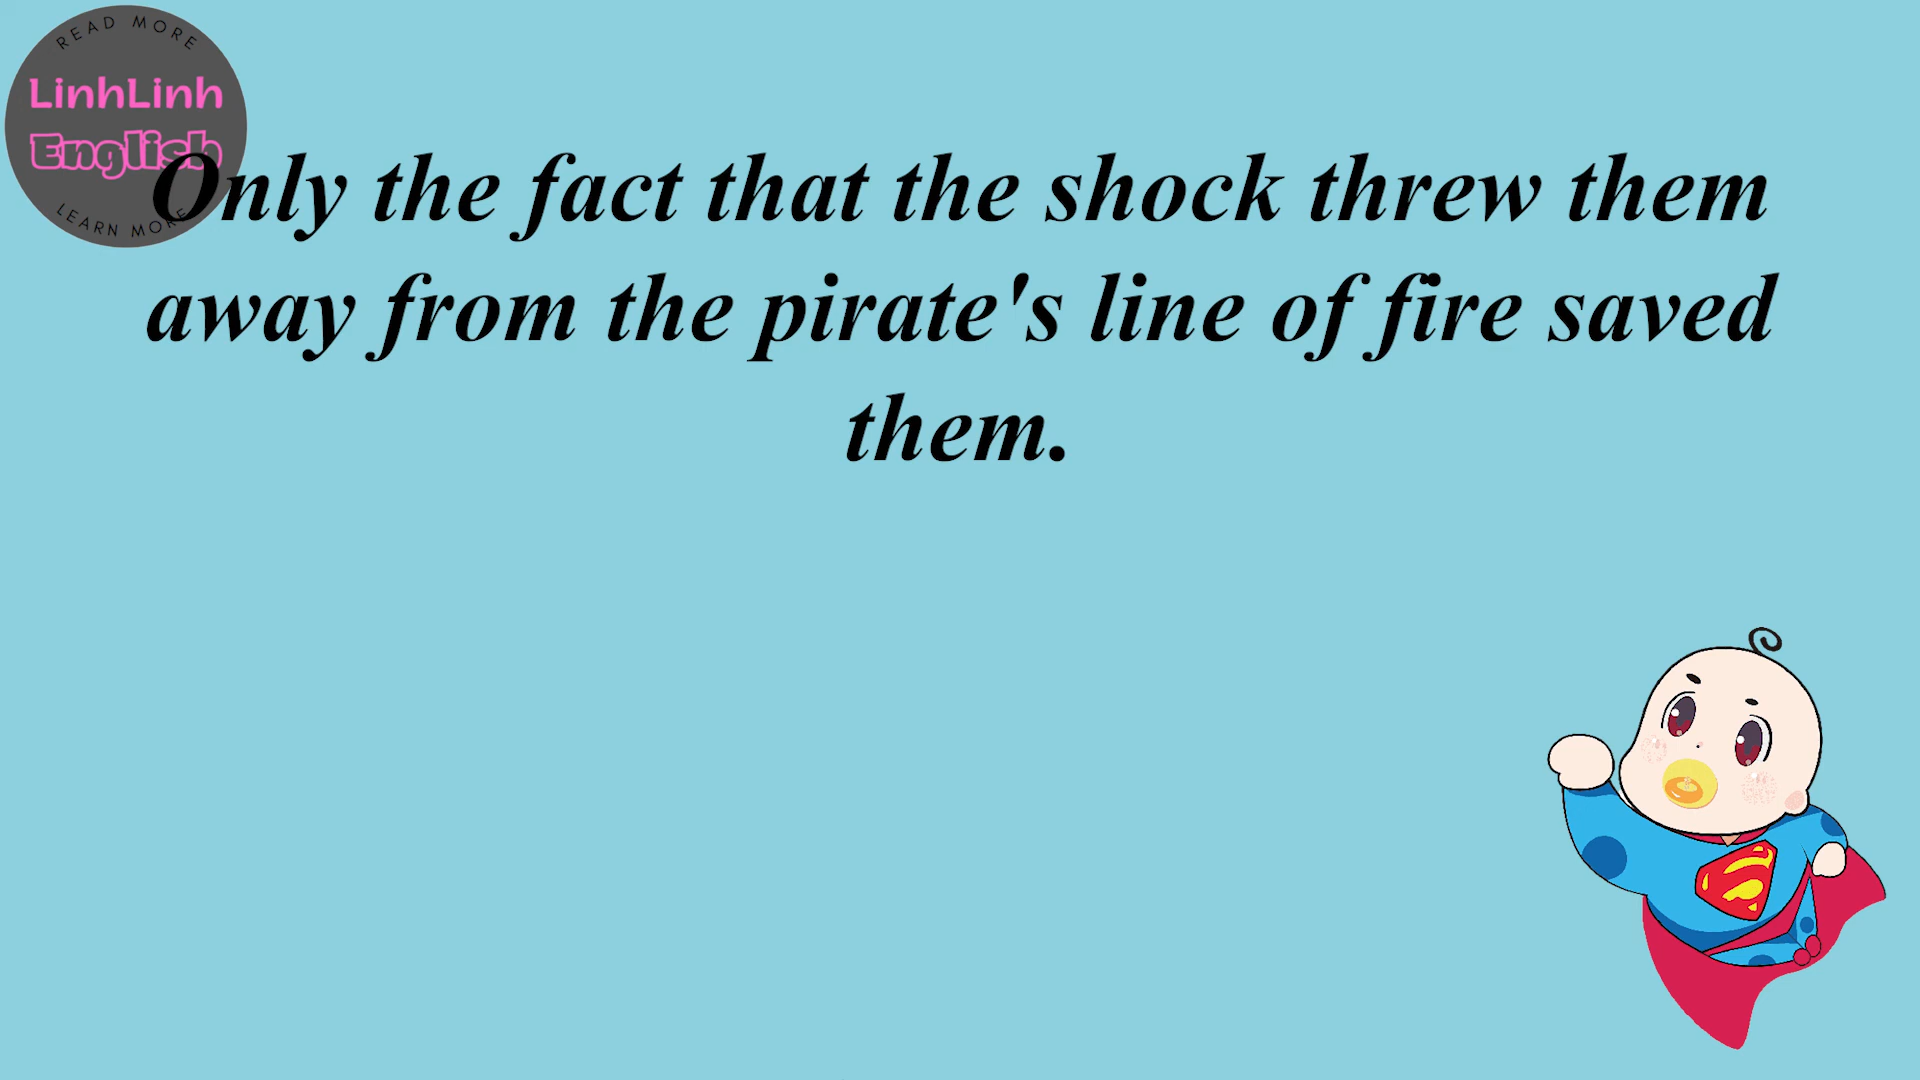 READ MORE
LinhLinh
English
LEARN MORE
Only the fact that the shock threw them
away from the pirate's line of fire saved
them.